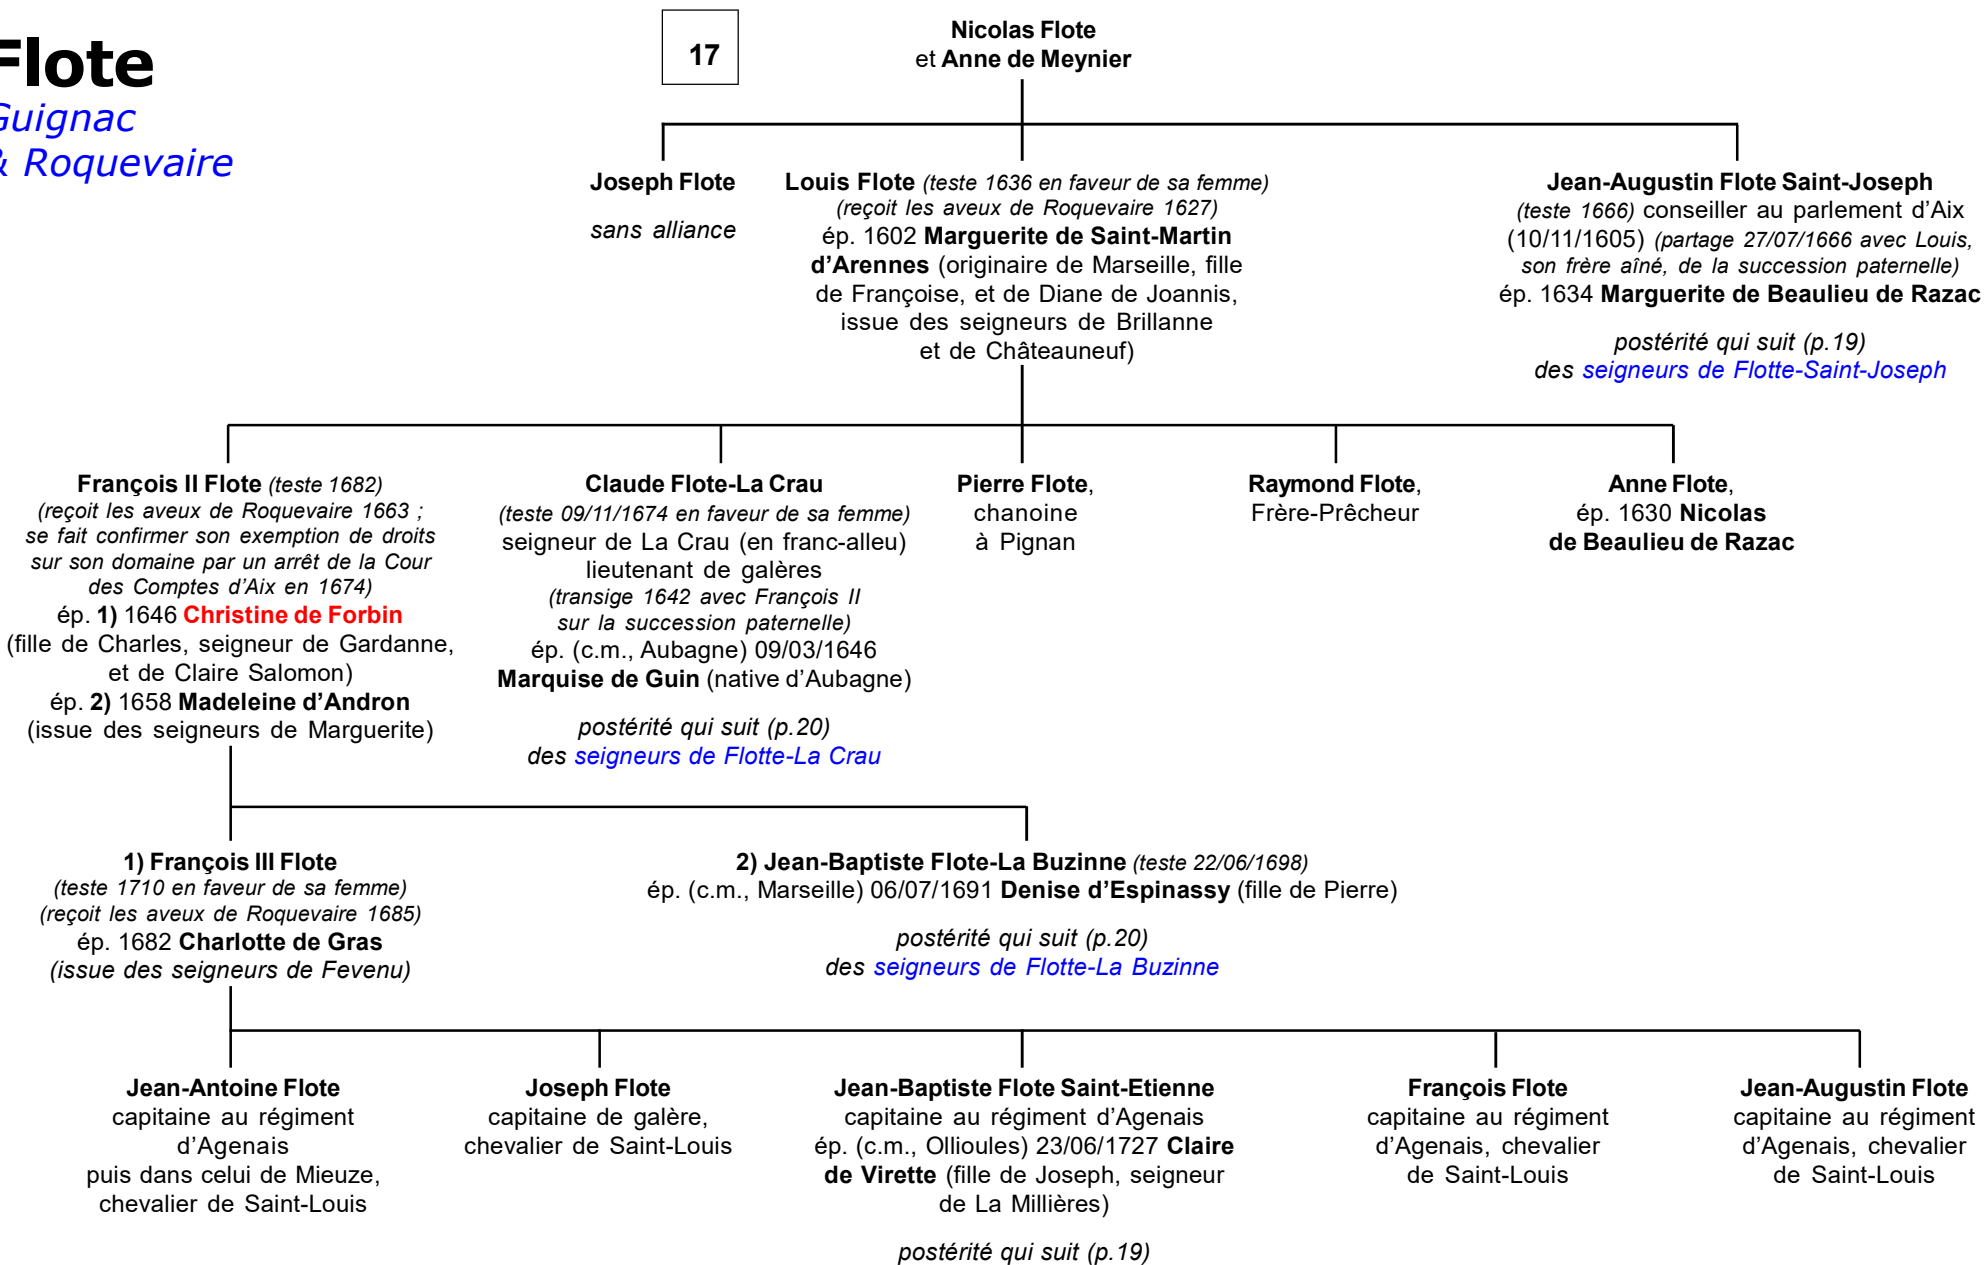 Flote
Guignac
& Roquevaire
17
Nicolas Flote
et Anne de Meynier
Joseph Flote
sans alliance
Louis Flote (teste 1636 en faveur de sa femme)
(reçoit les aveux de Roquevaire 1627)
ép. 1602 Marguerite de Saint-Martin
d'Arennes (originaire de Marseille, fille
de Françoise, et de Diane de Joannis,
issue des seigneurs de Brillanne
et de Châteauneuf)
Jean-Augustin Flote Saint-Joseph
(teste 1666) conseiller au parlement d'Aix
(10/11/1605) (partage 27/07/1666 avec Louis,
son frère aîné, de la succession paternelle)
ép. 1634 Marguerite de Beaulieu de Razac
postérité qui suit (p.19)
des seigneurs de Flotte-Saint-Joseph
François II Flote (teste 1682)
(reçoit les aveux de Roquevaire 1663 ;
se fait confirmer son exemption de droits
sur son domaine par un arrêt de la Cour
des Comptes d'Aix en 1674)
ép. 1) 1646 Christine de Forbin
(fille de Charles, seigneur de Gardanne,
et de Claire Salomon)
ép. 2) 1658 Madeleine d'Andron
(issue des seigneurs de Marguerite)
Claude Flote-La Crau
(teste 09/11/1674 en faveur de sa femme)
seigneur de La Crau (en franc-alleu)
lieutenant de galères
(transige 1642 avec François II
sur la succession paternelle)
ép. (c.m., Aubagne) 09/03/1646
Marquise de Guin (native d'Aubagne)
postérité qui suit (p.20)
des seigneurs de Flotte-La Crau
Pierre Flote,
chanoine
à Pignan
Raymond Flote,
Frère-Prêcheur
Anne Flote,
ép. 1630 Nicolas
de Beaulieu de Razac
1) François III Flote
(teste 1710 en faveur de sa femme)
(reçoit les aveux de Roquevaire 1685)
ép. 1682 Charlotte de Gras
(issue des seigneurs de Fevenu)
2) Jean-Baptiste Flote-La Buzinne (teste 22/06/1698)
ép. (c.m., Marseille) 06/07/1691 Denise d'Espinassy (fille de Pierre)
postérité qui suit (p.20)
des seigneurs de Flotte-La Buzinne
Jean-Antoine Flote
capitaine au régiment
d'Agenais
puis dans celui de Mieuze,
chevalier de Saint-Louis
Joseph Flote
capitaine de galère,
chevalier de Saint-Louis
Jean-Baptiste Flote Saint-Etienne
capitaine au régiment d'Agenais
ép. (c.m., Ollioules) 23/06/1727 Claire
de Virette (fille de Joseph, seigneur
de La Millières)
postérité qui suit (p.19)
François Flote
capitaine au régiment
d'Agenais, chevalier
de Saint-Louis
Jean-Augustin Flote
capitaine au régiment
d'Agenais, chevalier
de Saint-Louis